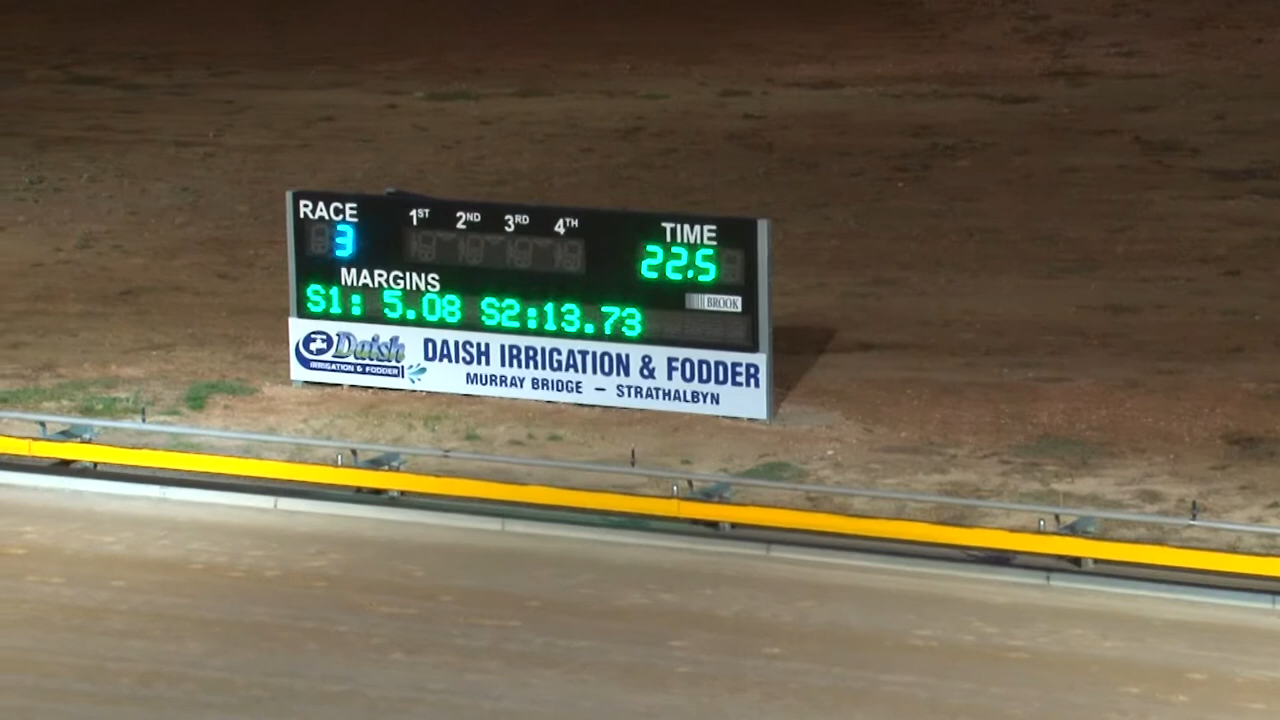 RACE 1ST 2ND 3RD 4TH TIME
3 22.5
MARGINS
BROOK
S1: 5.08 S2:13.73
Daish
IRRIGATION & FODDER
DAISH IRRIGATION & FODDER
MURRAY BRIDGE – STRATHALBYN